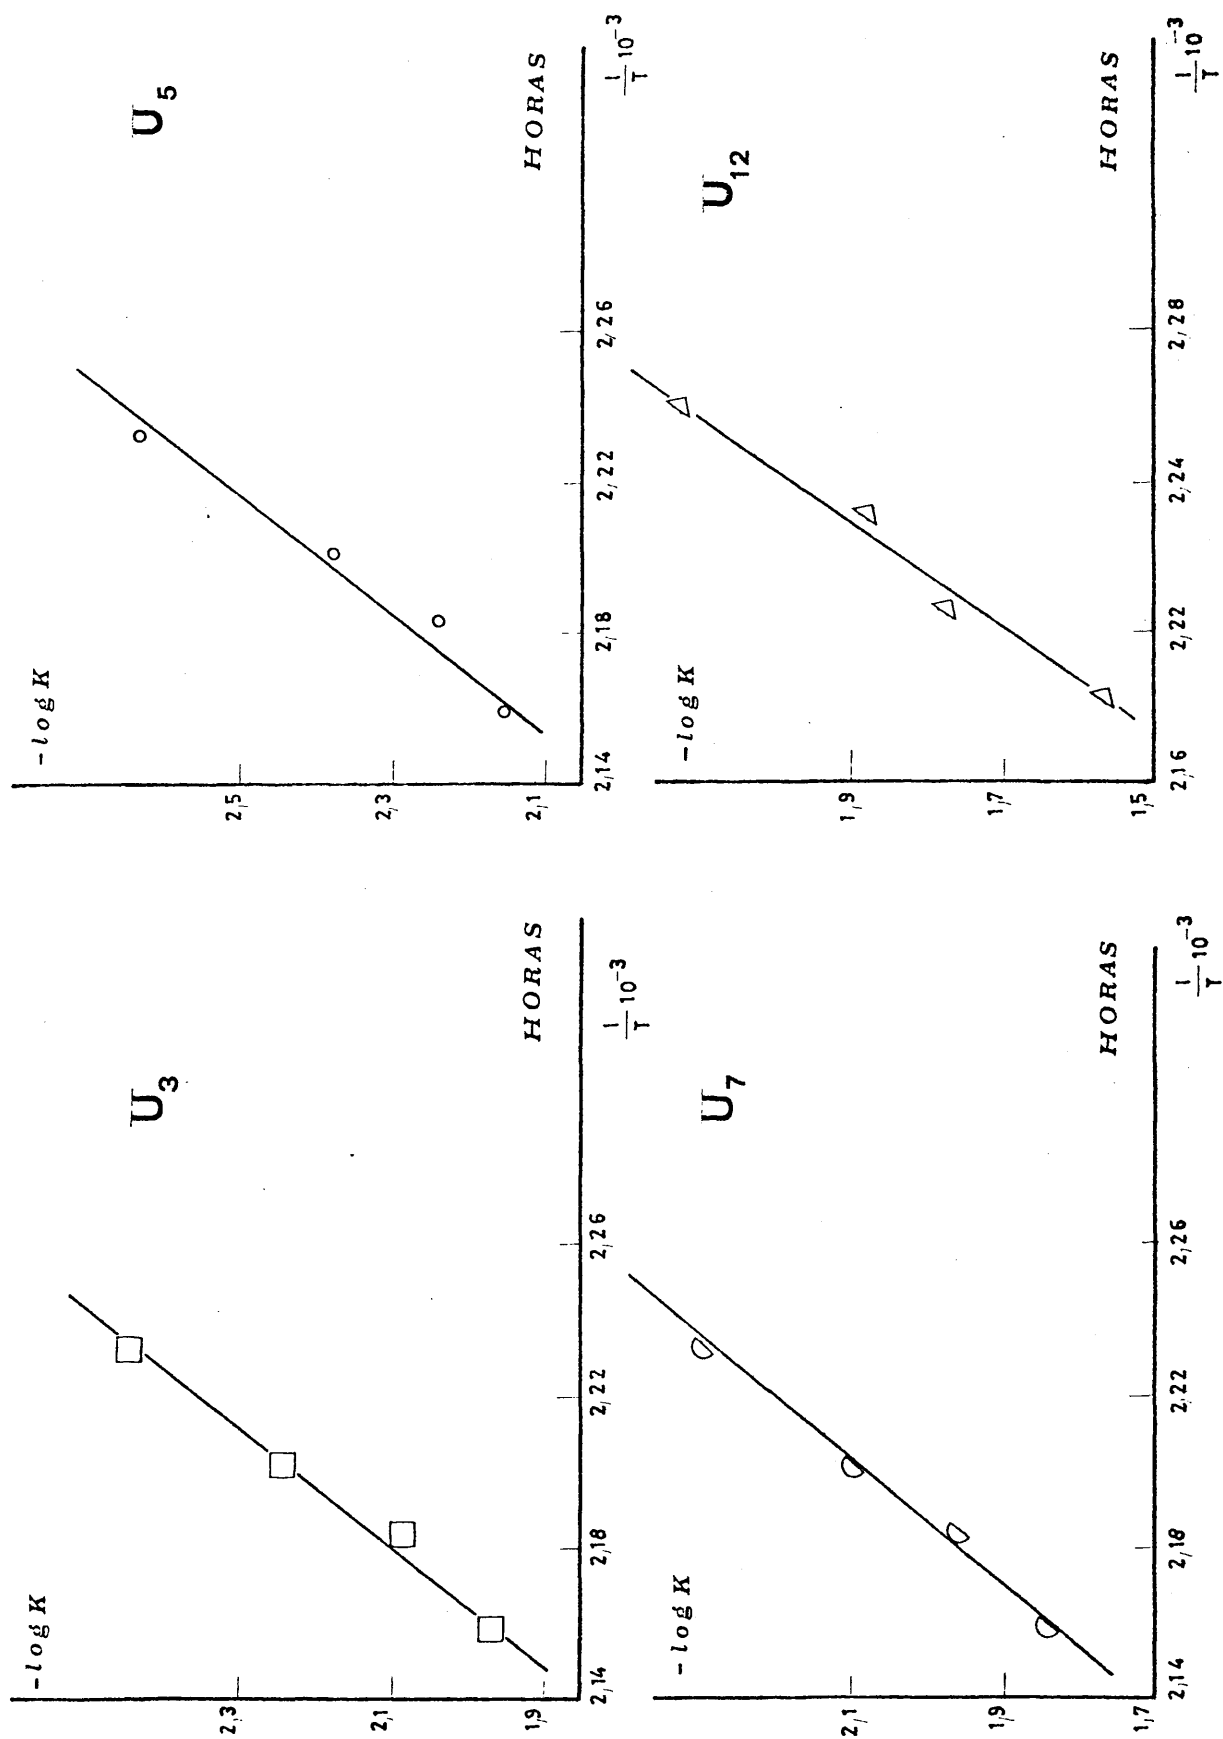 -log K
U3
2,3
2,1
1,9
2,14
2,18
2,22
2,26
HORAS
1/T 10-3
-log K
U5
2,5
2,3
2,1
2,14
2,18
2,22
2,26
HORAS
1/T 10-3
-log K
U7
2,1
1,9
1,7
2,14
2,18
2,22
2,26
HORAS
1/T 10-3
-log K
U12
1,9
1,7
1,5
2,16
2,22
2,24
2,28
HORAS
1/T 10-3